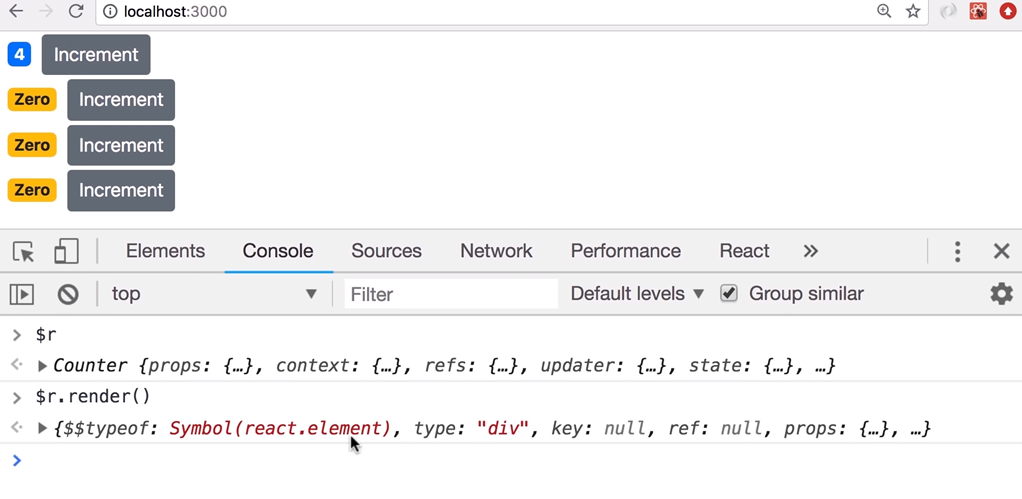 localhost:3000
4 Increment
Zero Increment
Zero Increment
Zero Increment
Elements Console Sources Network Performance React »
top ▼ Filter Default levels ▼ Group similar
> $r
Counter {props: {…}, context: {…}, refs: {…}, updater: {…}, state: {…}, …}
> $r.render()
{$$typeof: Symbol(react.element), type: "div", key: null, ref: null, props: {…}, …}
>